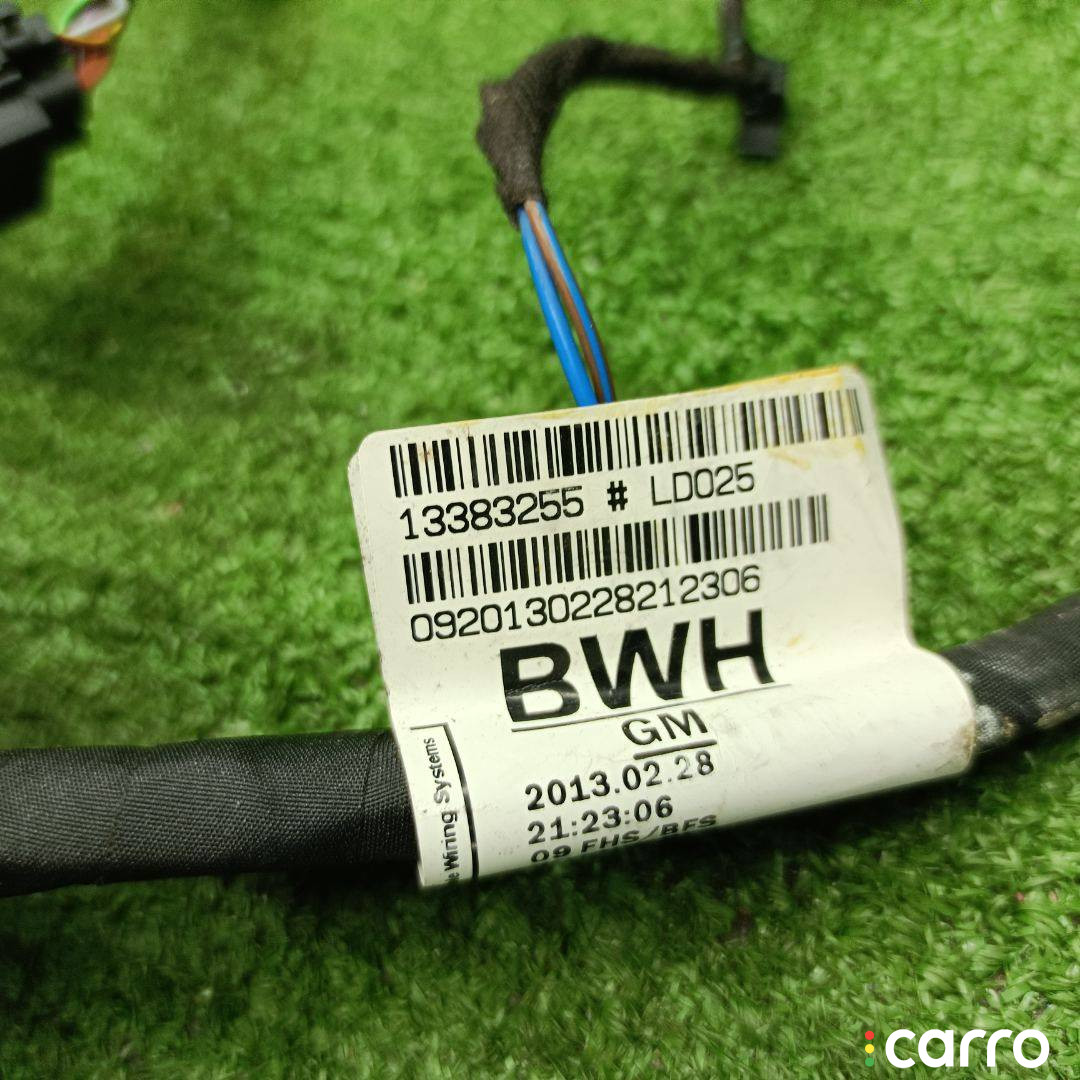 13383255 # LD025
0920130228212306
BWH
GM
2013.02.28
21:23:06
09 FHS/BFS
Wiring Systems
carro